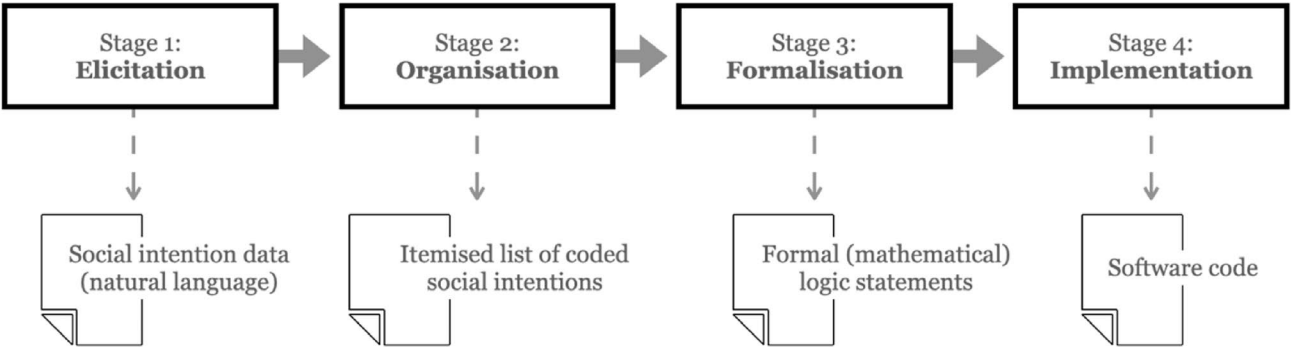 Stage 1:
Elicitation
Stage 2:
Organisation
Stage 3:
Formalisation
Stage 4:
Implementation
Social intention data
(natural language)
Itemised list of coded
social intentions
Formal (mathematical)
logic statements
Software code